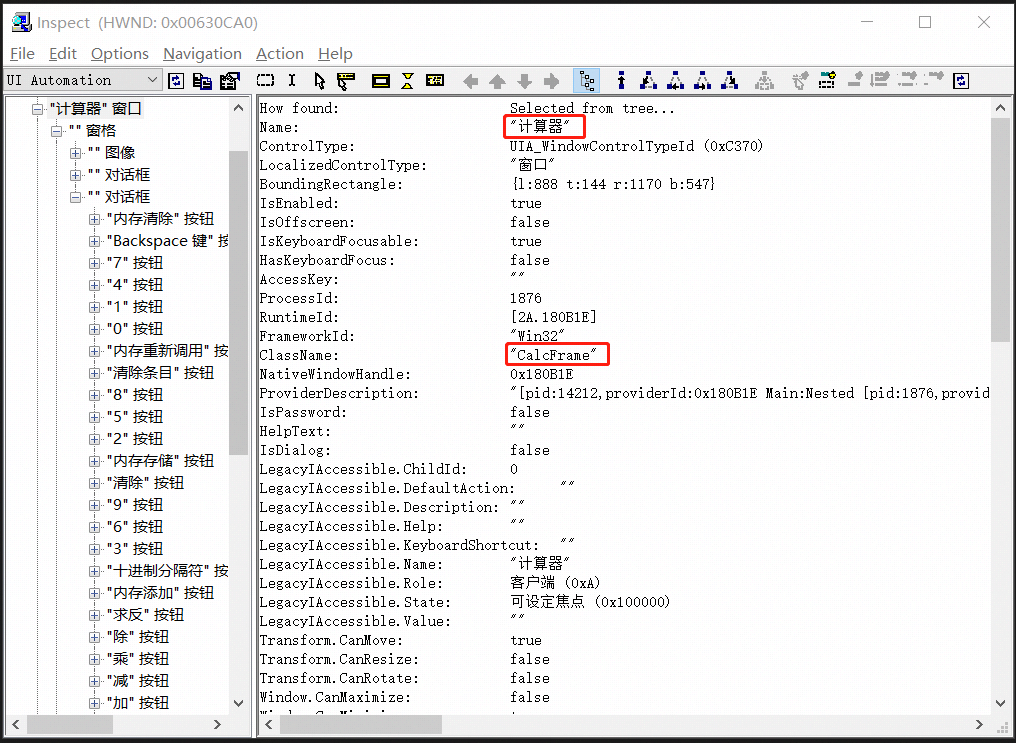 Inspect (HWND: 0x00630CA0)
File Edit Options Navigation Action Help
UI Automation
"计算器" 窗口
"" 窗格
"" 图像
"" 对话框
"" 对话框
"内存清除" 按钮
"Backspace 键" 按
"7" 按钮
"4" 按钮
"1" 按钮
"0" 按钮
"内存重新调用" 按
"清除条目" 按钮
"8" 按钮
"5" 按钮
"2" 按钮
"内存存储" 按钮
"清除" 按钮
"9" 按钮
"6" 按钮
"3" 按钮
"十进制分隔符" 按
"内存添加" 按钮
"求反" 按钮
"除" 按钮
"乘" 按钮
"减" 按钮
"加" 按钮
How found: Selected from tree...
Name: "计算器"
ControlType: UIA_WindowControlTypeId (0xC370)
LocalizedControlType: "窗口"
BoundingRectangle: {l:888 t:144 r:1170 b:547}
IsEnabled: true
IsOffscreen: false
IsKeyboardFocusable: true
HasKeyboardFocus: false
AccessKey: ""
ProcessId: 1876
RuntimeId: [2A.180B1E]
FrameworkId: "Win32"
ClassName: "CalcFrame"
NativeWindowHandle: 0x180B1E
ProviderDescription: "[pid:14212,providerId:0x180B1E Main:Nested [pid:1876,provid
IsPassword: false
HelpText: ""
IsDialog: false
LegacyIAccessible.ChildId: 0
LegacyIAccessible.DefaultAction: ""
LegacyIAccessible.Description: ""
LegacyIAccessible.Help: ""
LegacyIAccessible.KeyboardShortcut: ""
LegacyIAccessible.Name: "计算器"
LegacyIAccessible.Role: 客户端 (0xA)
LegacyIAccessible.State: 可设定焦点 (0x100000)
LegacyIAccessible.Value: ""
Transform.CanMove: true
Transform.CanResize: false
Transform.CanRotate: false
Window.CanMaximize: false